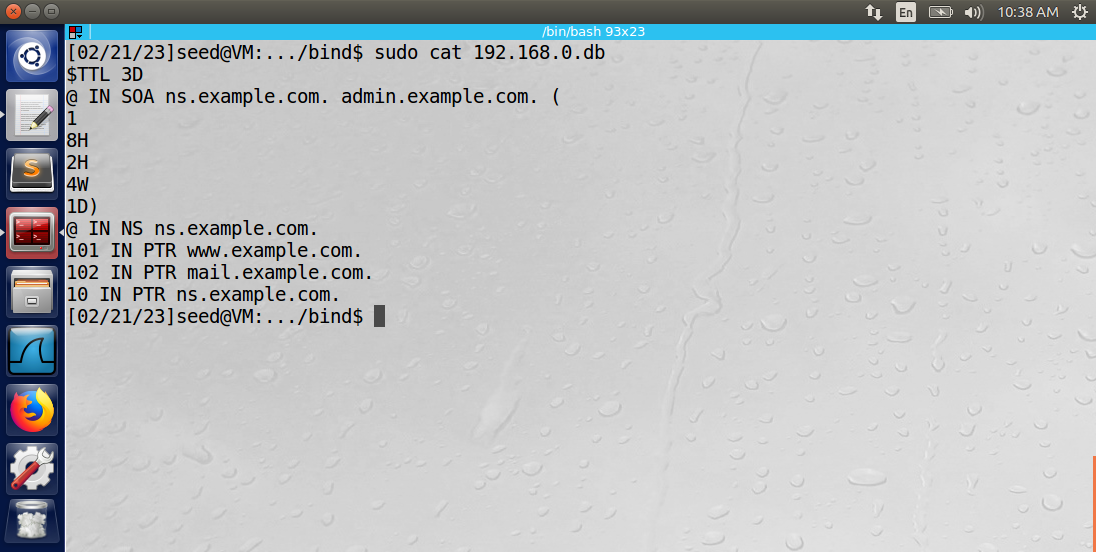 En
10:38 AM
/bin/bash 93x23
[02/21/23]seed@VM:.../bind$ sudo cat 192.168.0.db
$TTL 3D
@ IN SOA ns.example.com. admin.example.com. (
1
8H
2H
4W
1D)
@ IN NS ns.example.com.
101 IN PTR www.example.com.
102 IN PTR mail.example.com.
10 IN PTR ns.example.com.
[02/21/23]seed@VM:.../bind$